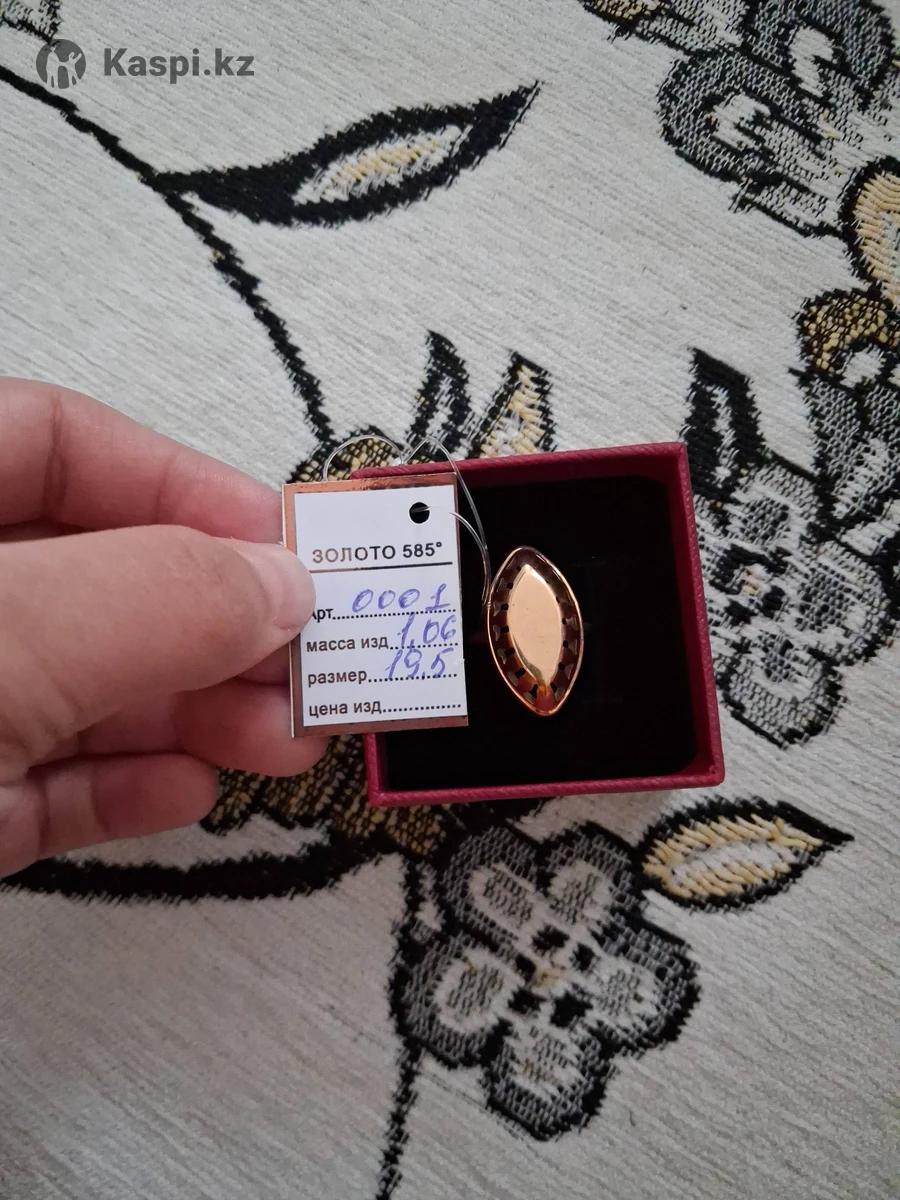 Kaspi.kz
ЗОЛОТО 585°
Арт. 0001
масса изд. 1,06
размер 19,5
цена изд.